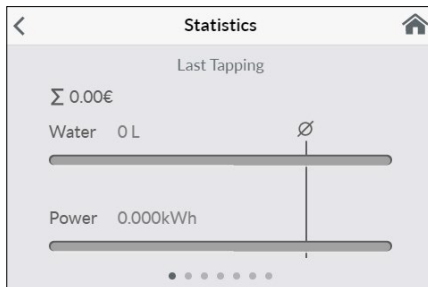 Statistics
Last Tapping
Σ 0.00€
Water 0 L Ø
Power 0.000kWh